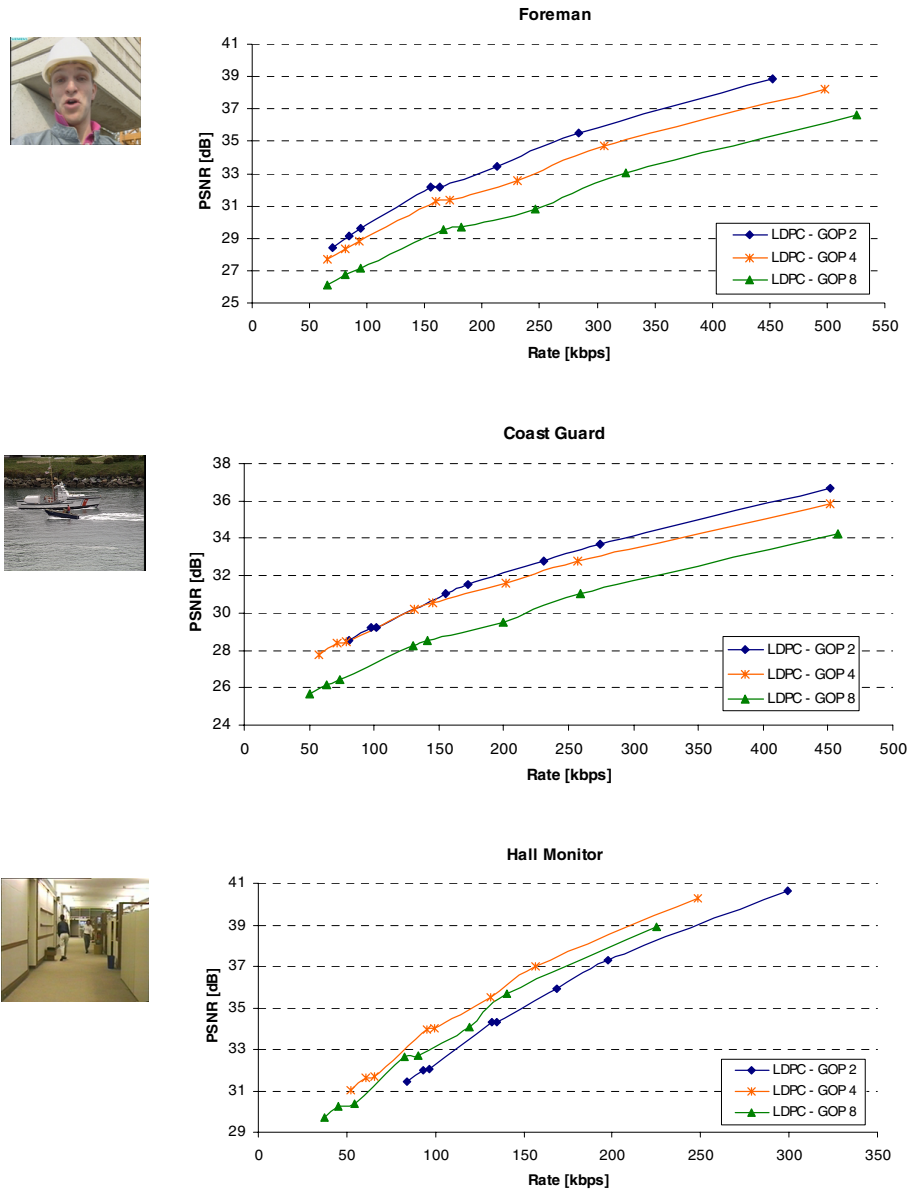 Foreman
PSNR [dB]
41
39
37
35
33
31
29
27
25
0 50 100 150 200 250 300 350 400 450 500 550
Rate [kbps]
LDPC - GOP 2
LDPC - GOP 4
LDPC - GOP 8
Coast Guard
PSNR [dB]
38
36
34
32
30
28
26
24
0 50 100 150 200 250 300 350 400 450 500
Rate [kbps]
LDPC - GOP 2
LDPC - GOP 4
LDPC - GOP 8
Hall Monitor
PSNR [dB]
41
39
37
35
33
31
29
0 50 100 150 200 250 300 350
Rate [kbps]
LDPC - GOP 2
LDPC - GOP 4
LDPC - GOP 8